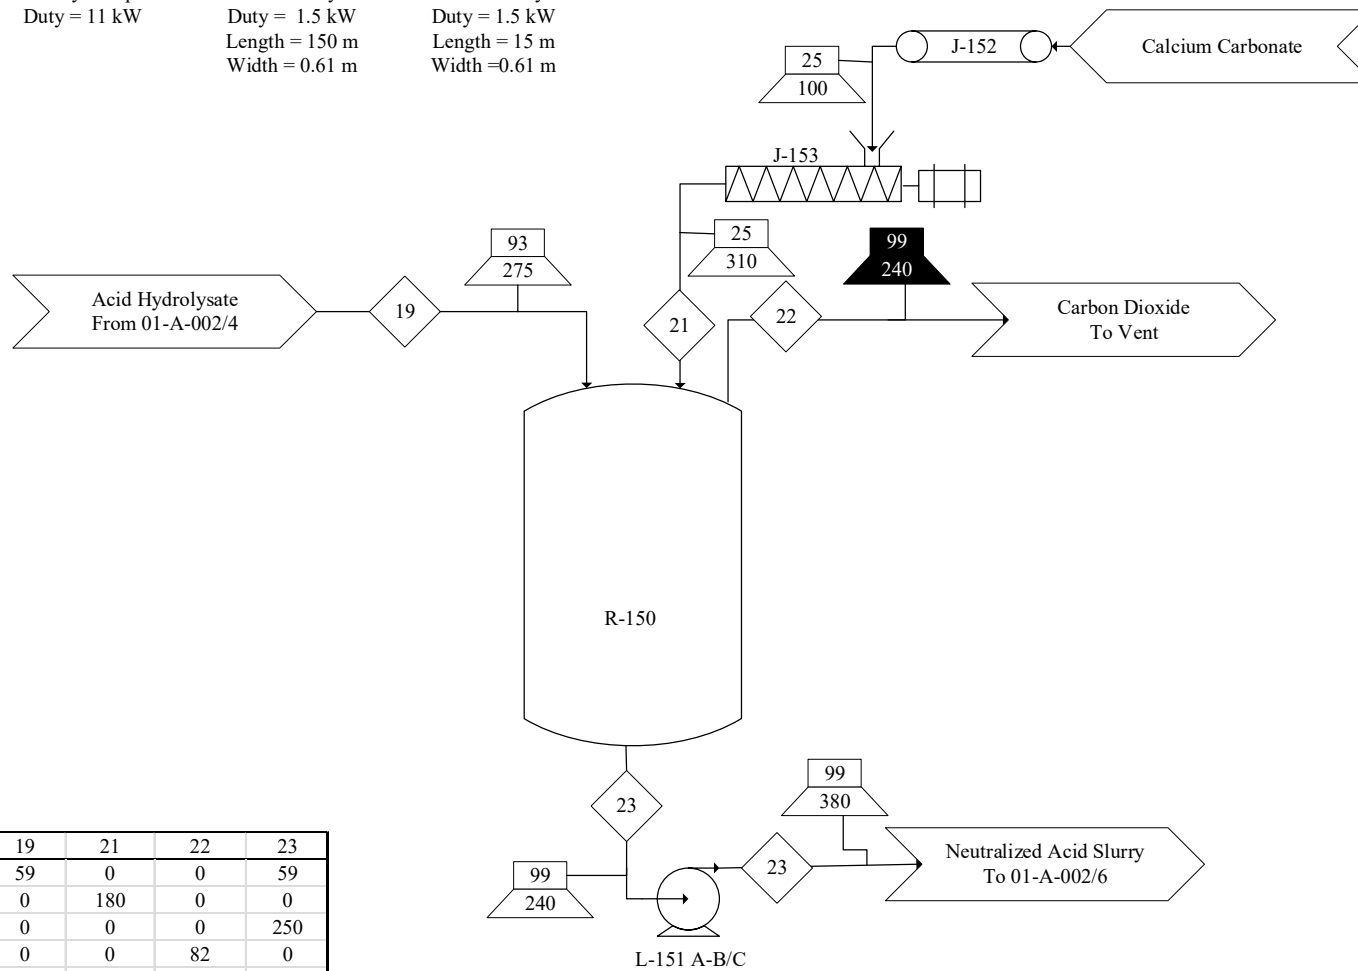 Duty = 11 kW
Duty = 1.5 kW
Length = 150 m
Width = 0.61 m
Duty = 1.5 kW
Length = 15 m
Width =0.61 m
25
100
J-152
Calcium Carbonate
J-153
25
310
93
275
99
240
Acid Hydrolysate
From 01-A-002/4
19
21
22
Carbon Dioxide
To Vent
R-150
23
99
380
99
240
23
Neutralized Acid Slurry
To 01-A-002/6
L-151 A-B/C
19 21 22 23
59 0 0 59
0 180 0 0
0 0 0 250
0 0 82 0